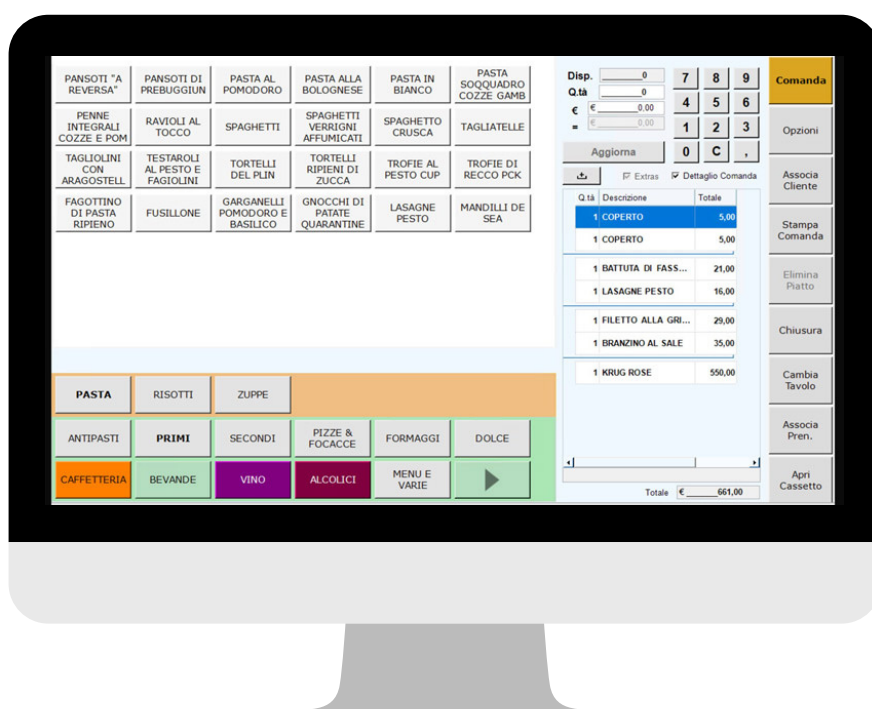 PANSOTI "A
REVERSA"
PANSOTI DI
PREBUGGIUN
PASTA AL
POMODORO
PASTA ALLA
BOLOGNESE
PASTA IN
BIANCO
PASTA
SOQQUADRO
COZZE GAMB
PENNE
INTEGRALI
COZZE E POM
RAVIOLI AL
TOCCO
SPAGHETTI
SPAGHETTI
VERRIGNI
AFFUMICATI
SPAGHETTO
CRUSCA
TAGLIATELLE
TAGLIOLINI
CON
ARAGOSTELL
TESTAROLI
AL PESTO E
FAGIOLINI
TORTELLI
DEL PLIN
TORTELLI
RIPIENI DI
ZUCCA
TROFIE AL
PESTO CUP
TROFIE DI
RECCO PCK
FAGOTTINO
DI PASTA
RIPIENO
FUSILLONE
GARGANELLI
POMODORO E
BASILICO
GNOCCHI DI
PATATE
QUARANTINE
LASAGNE
PESTO
MANDILLI DE
SEA
PASTA
RISOTTI
ZUPPE
ANTIPASTI
PRIMI
SECONDI
PIZZE &
FOCACCE
FORMAGGI
DOLCE
CAFFETTERIA
BEVANDE
VINO
ALCOLICI
MENU E
VARIE
Disp. 0
Q.tà 0
€ € 0,00
= € 0,00
7 8 9
4 5 6
1 2 3
0 C ,
Aggiorna
Extras Dettaglio Comanda
Q.tà Descrizione Totale
1 COPERTO 5,00
1 COPERTO 5,00
1 BATTUTA DI FASS... 21,00
1 LASAGNE PESTO 16,00
1 FILETTO ALLA GRI... 29,00
1 BRANZINO AL SALE 35,00
1 KRUG ROSE 550,00
Totale € 661,00
Comanda
Opzioni
Associa
Cliente
Stampa
Comanda
Elimina
Piatto
Chiusura
Cambia
Tavolo
Associa
Pren.
Apri
Cassetto